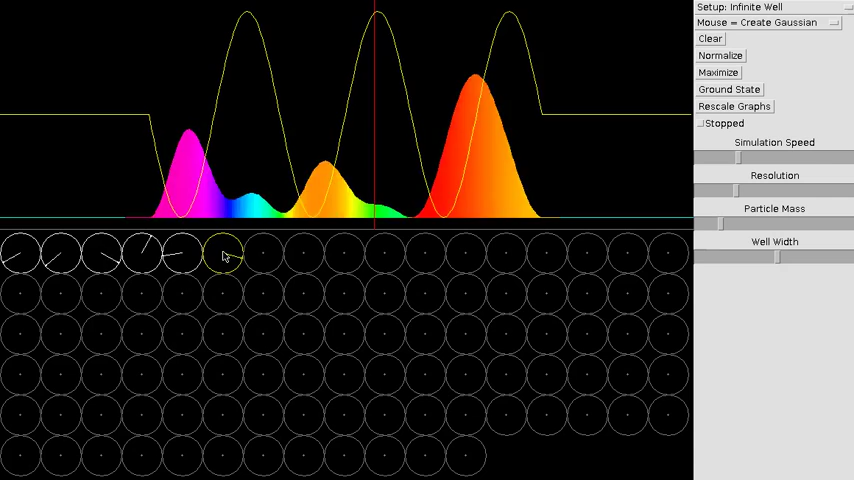 Setup: Infinite Well
Mouse = Create Gaussian
Clear
Normalize
Maximize
Ground State
Rescale Graphs
Stopped
Simulation Speed
Resolution
Particle Mass
Well Width